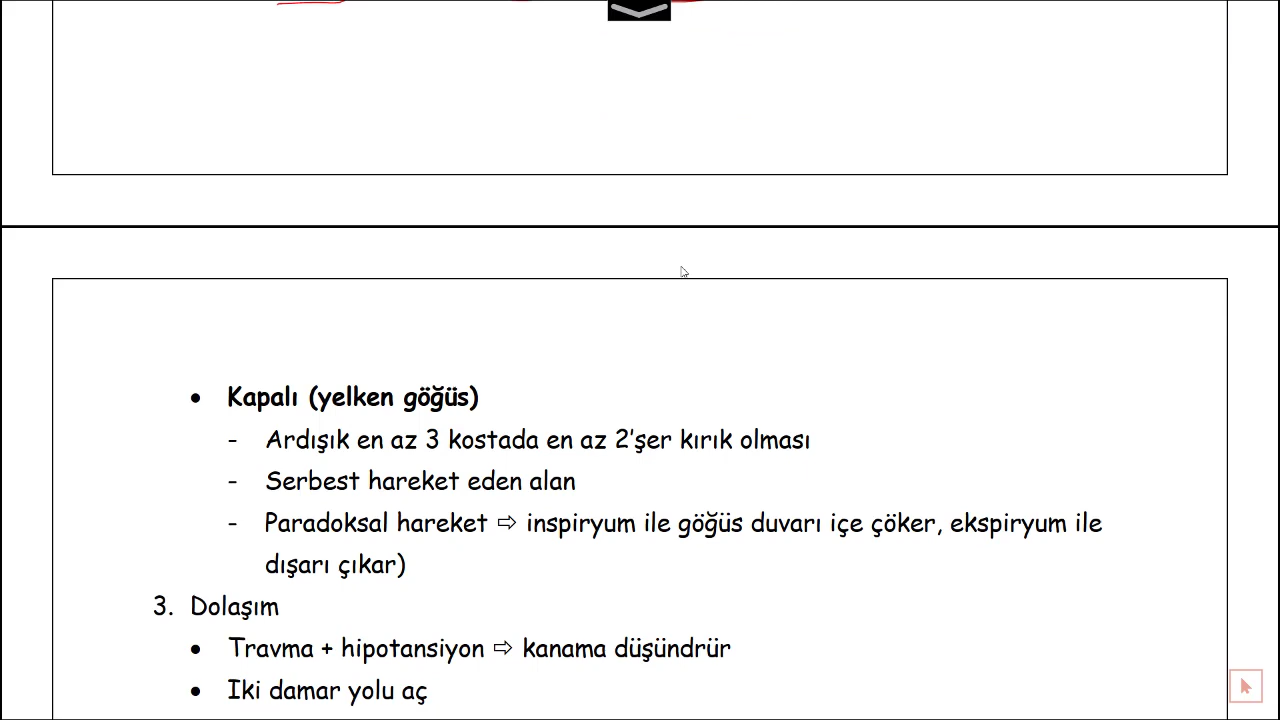 • Kapalı (yelken göğüs)
- Ardışık en az 3 kostada en az 2'şer kırık olması
- Serbest hareket eden alan
- Paradoksal hareket ⇨ inspiryum ile göğüs duvarı içe çöker, ekspiryum ile
dışarı çıkar)
3. Dolaşım
• Travma + hipotansiyon ⇨ kanama düşündrür
• Iki damar yolu aç